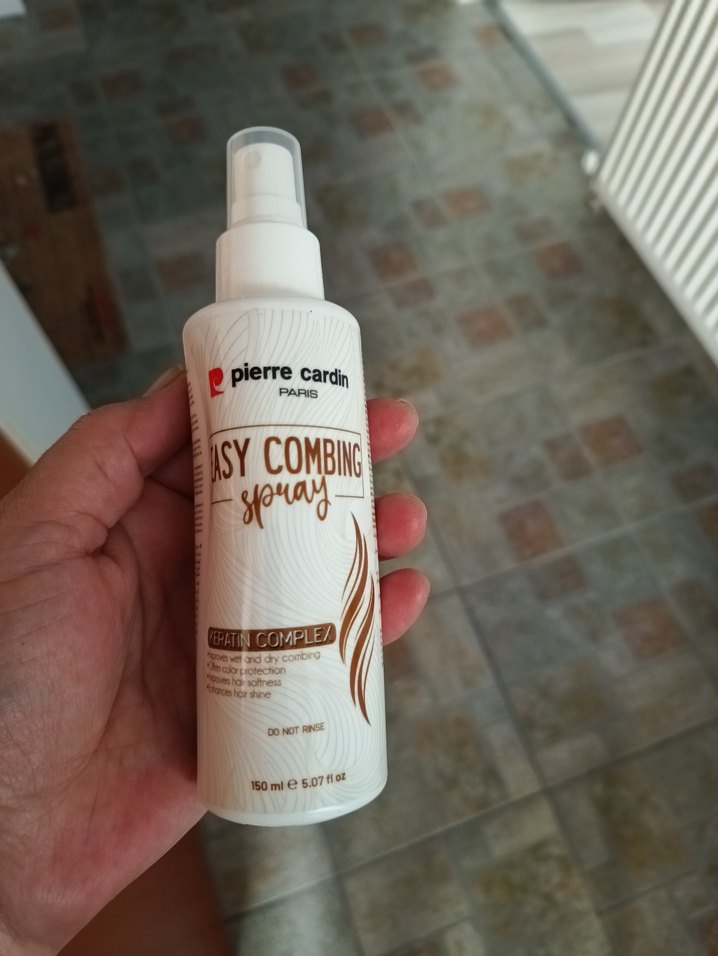 pierre cardin
PARIS
EASY COMBING
spray
KERATIN COMPLEX
•Improves wet and dry combing
•Offers color protection
•Improves hair softness
•Enhances hair shine
DO NOT RINSE
150 ml ℮ 5.07 fl oz